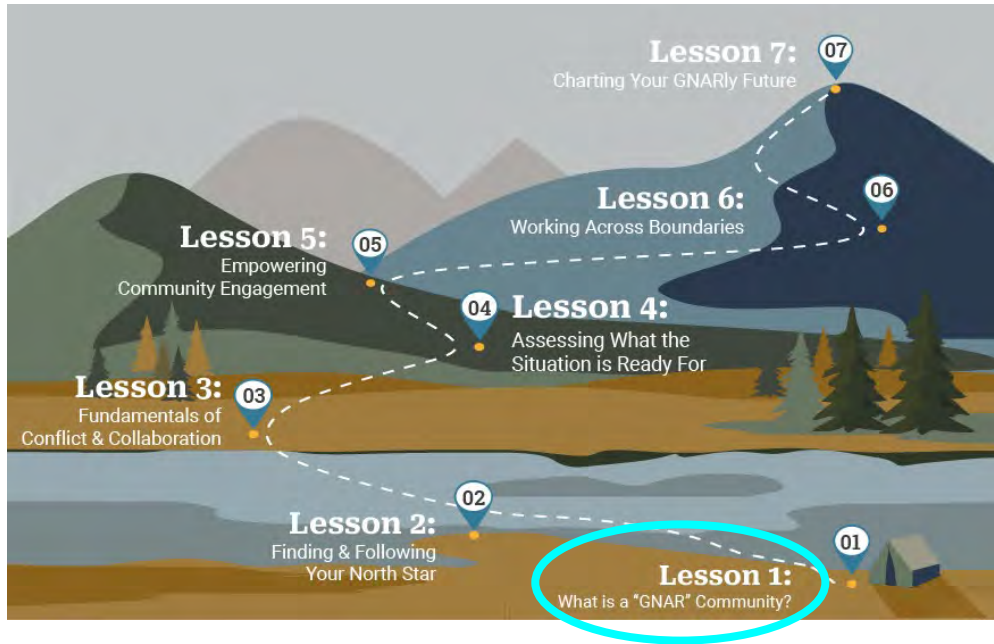 Lesson 7:
Charting Your GNARly Future
07
Lesson 6:
Working Across Boundaries
06
Lesson 5:
Empowering
Community Engagement
05
04
Lesson 4:
Assessing What the
Situation is Ready For
Lesson 3:
Fundamentals of
Conflict & Collaboration
03
02
Lesson 2:
Finding & Following
Your North Star
01
Lesson 1:
What is a “GNAR” Community?